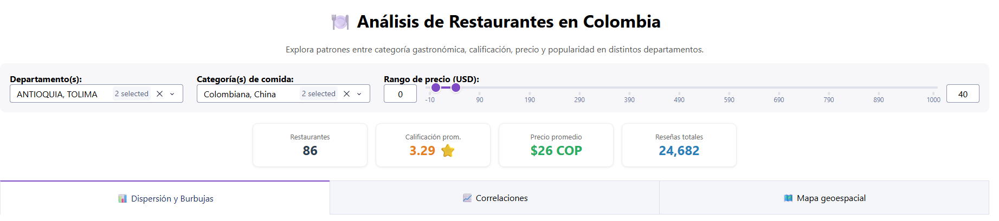 Análisis de Restaurantes en Colombia
Explora patrones entre categoría gastronómica, calificación, precio y popularidad en distintos departamentos.
Departamento(s):
ANTIOQUIA, TOLIMA 2 selected
Categoría(s) de comida:
Colombiana, China 2 selected
Rango de precio (USD):
0
-10 90 190 290 390 490 590 690 790 890 1000
40
Restaurantes
86
Calificación prom.
3.29
Precio promedio
$26 COP
Reseñas totales
24,682
Dispersión y Burbujas
Correlaciones
Mapa geoespacial